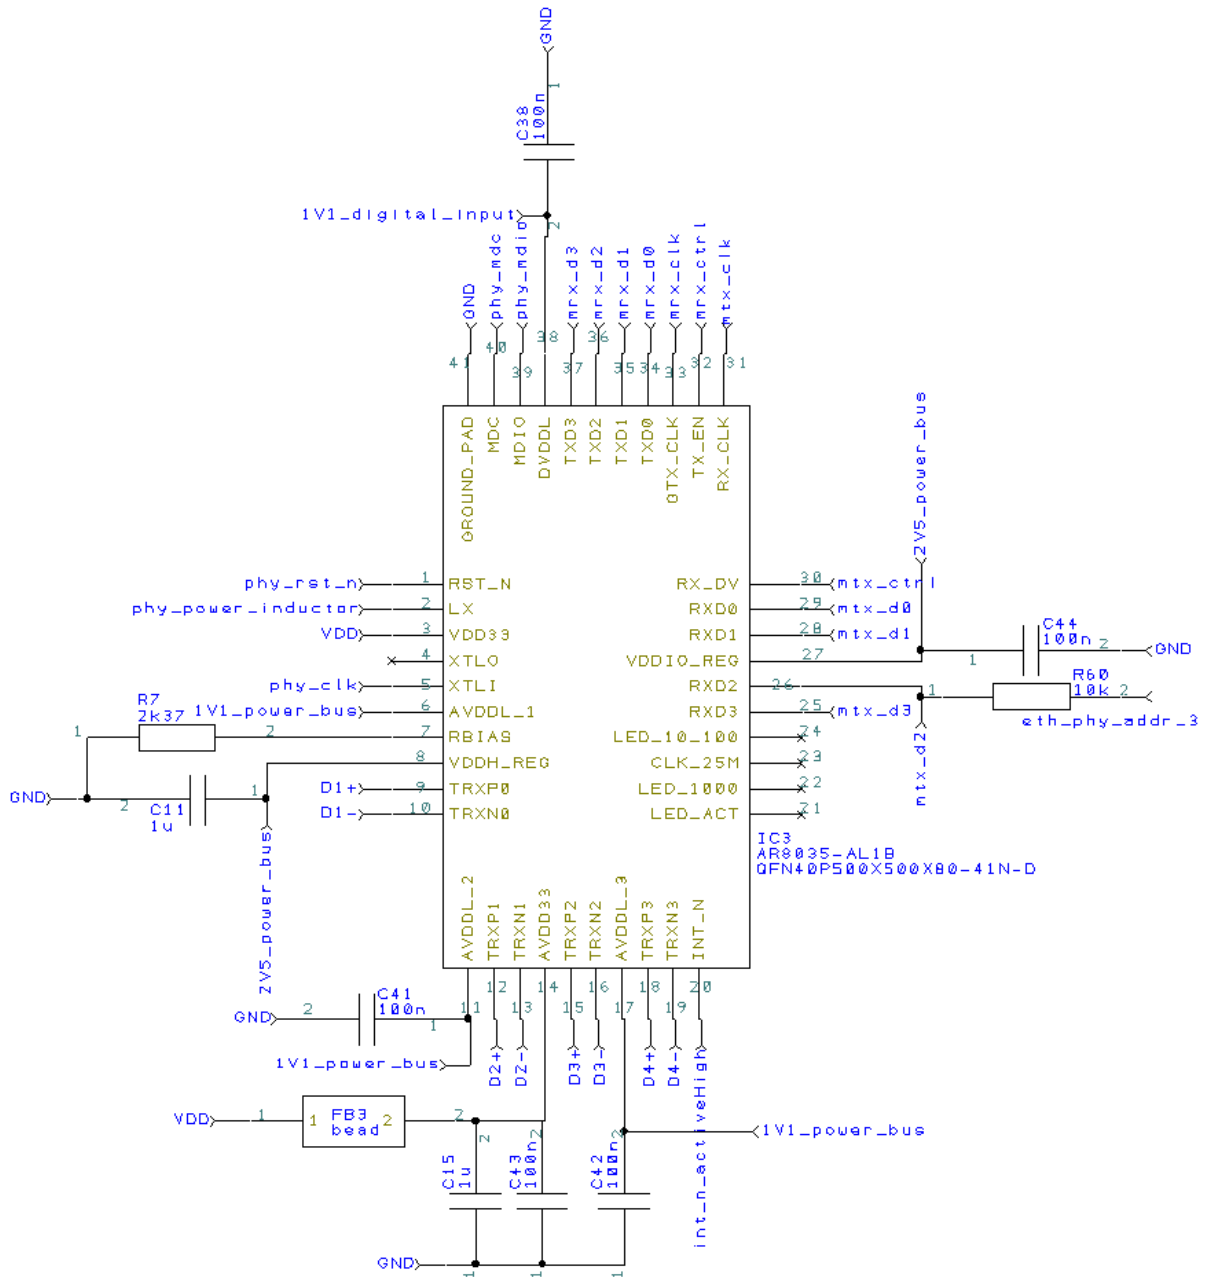 GND
1
C38
100n
1V1_digital_input
2
GND
phy_mdc
phy_mdio
mrx_d3
mrx_d2
mrx_d1
mrx_d0
mrx_clk
mrx_ctrl
mtx_clk
41
40
39
38
37
36
35
34
33
32
31
GROUND_PAD
MDC
MDIO
DVDDL
TXD3
TXD2
TXD1
TXD0
GTX_CLK
TX_EN
RX_CLK
2V5_power_bus
phy_rst_n 1 RST_N
phy_power_inductor 2 LX
VDD 3 VDD33
4 XTLO
phy_clk 5 XTLI
1V1_power_bus 6 AVDDL_1
R7
2k37
1
2
7 RBIAS
8 VDDH_REG
D1+ 9 TRXP0
D1- 10 TRXN0
GND
2
C11
1u
1
2V5_power_bus
RX_DV 30 mtx_ctrl
RXD0 29 mtx_d0
RXD1 28 mtx_d1
VDDIO_REG 27
RXD2 26
RXD3 25 mtx_d3
LED_10_100 24
CLK_25M 23
LED_1000 22
LED_ACT 21
C44
100n
1
2
GND
R60
10k
1
2
eth_phy_addr_3
mtx_d2
IC3
AR8035-AL1B
QFN40P500X500X80-41N-D
AVDDL_2
TRXP1
TRXN1
AVDD33
TRXP2
TRXN2
AVDDL_3
TRXP3
TRXN3
INT_N
11
12
13
14
15
16
17
18
19
20
GND
2
C41
100n
1
1V1_power_bus
D2+
D2-
D3+
D3-
D4+
D4-
int_n_activeHigh
VDD
1
1 FB3 2
bead
2
2
C15
1u
2
C43
100n
2
C42
100n
1V1_power_bus
GND
1
1
1